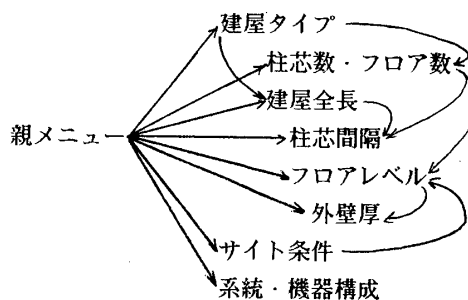 建屋タイプ
柱芯数・フロア数
建屋全長
親メニュー
柱芯間隔
フロアレベル
外壁厚
サイト条件
系統・機器構成